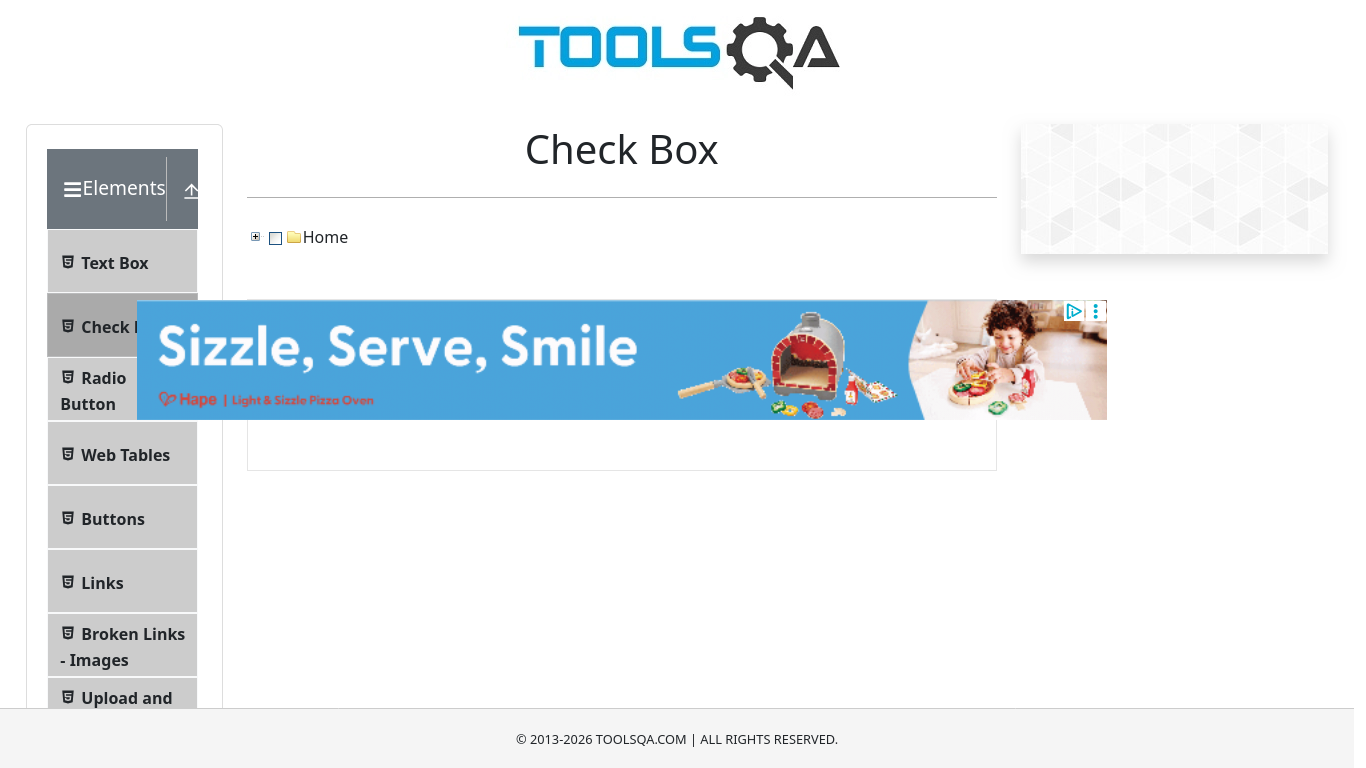 TOOLSQA
Check Box
Elements
Home
Text Box
Check
Radio
Button
Web Tables
Buttons
Links
Broken Links
- Images
Upload and
Sizzle, Serve, Smile
Hape | Light & Sizzle Pizza Oven
© 2013-2026 TOOLSQA.COM | ALL RIGHTS RESERVED.